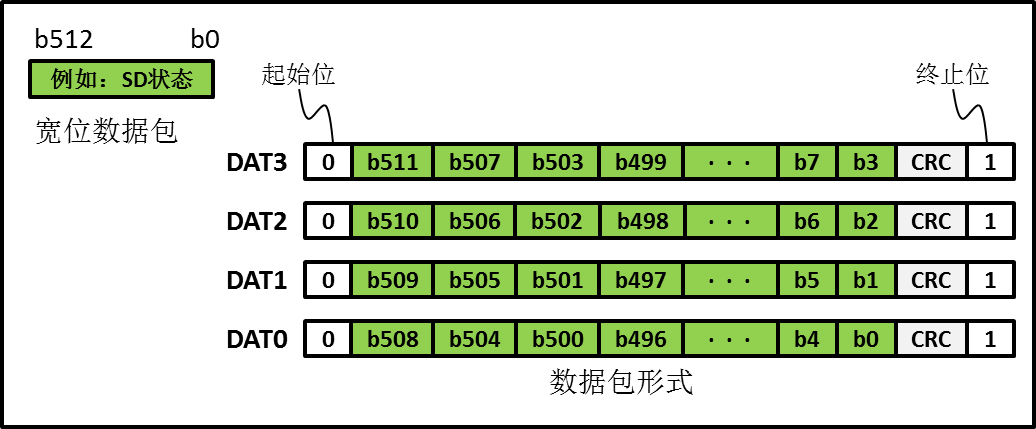 b512 b0
例如：SD状态
宽位数据包
起始位 终止位
DAT3 0 b511 b507 b503 b499 · · · b7 b3 CRC 1
DAT2 0 b510 b506 b502 b498 · · · b6 b2 CRC 1
DAT1 0 b509 b505 b501 b497 · · · b5 b1 CRC 1
DAT0 0 b508 b504 b500 b496 · · · b4 b0 CRC 1
数据包形式